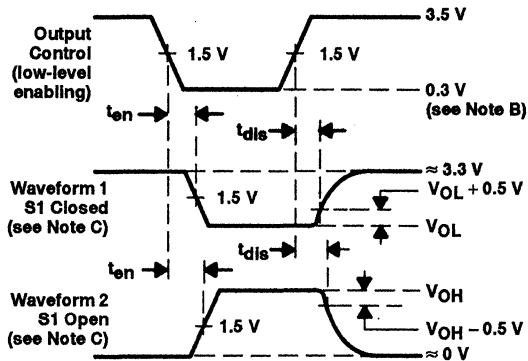 3.5 V
Output
Control
(low-level
enabling)
1.5 V
1.5 V
0.3 V
(see Note B)
ten
tdis
≈ 3.3 V
Waveform 1
S1 Closed
(see Note C)
1.5 V
VOL + 0.5 V
VOL
ten
tdis
VOH
Waveform 2
S1 Open
(see Note C)
1.5 V
VOH – 0.5 V
≈ 0 V